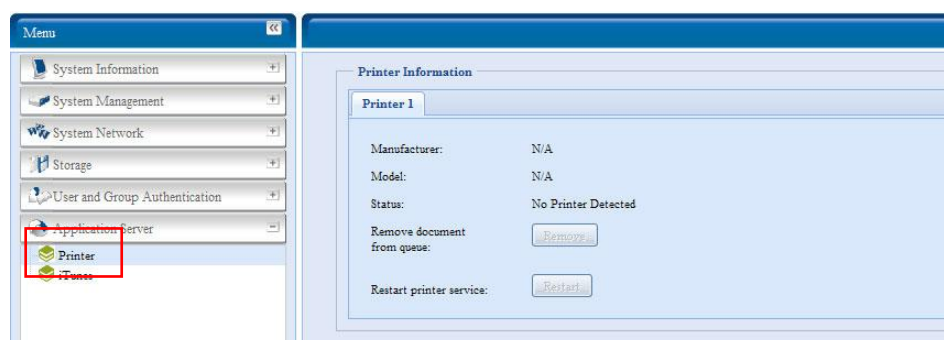 Menu
System Information
System Management
System Network
Storage
User and Group Authentication
Application Server
Printer
iTunes
Printer Information
Printer 1
Manufacturer: N/A
Model: N/A
Status: No Printer Detected
Remove document
from queue:
Remove
Restart printer service: Restart